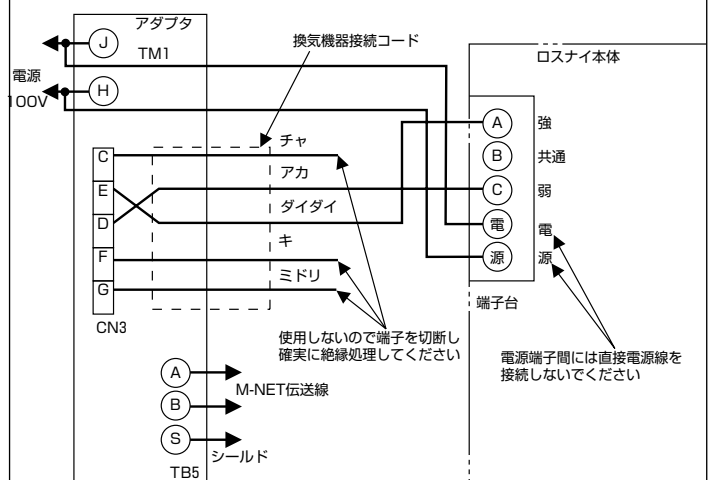 アダプタ
J
TM1
換気機器接続コード
ロスナイ本体
電源
100V
H
A
強
B
共通
C
弱
電
電
源
源
端子台
C
チャ
E
アカ
D
ダイダイ
F
キ
G
ミドリ
CN3
使用しないので端子を切断し
確実に絶縁処理してください
電源端子間には直接電源線を
接続しないでください
A
M-NET伝送線
B
S
シールド
TB5